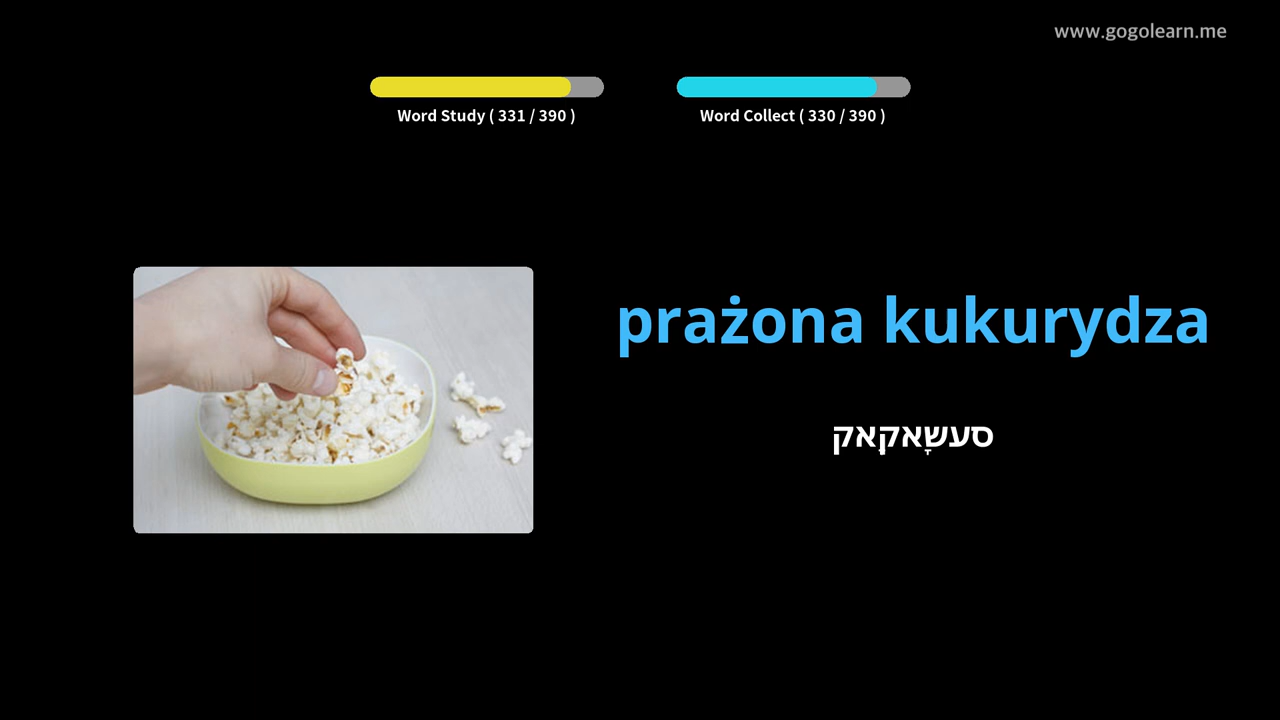 www.gogolearn.me
Word Study ( 331 / 390 )
Word Collect ( 330 / 390 )
prażona kukurydza
סעשָאקִאק